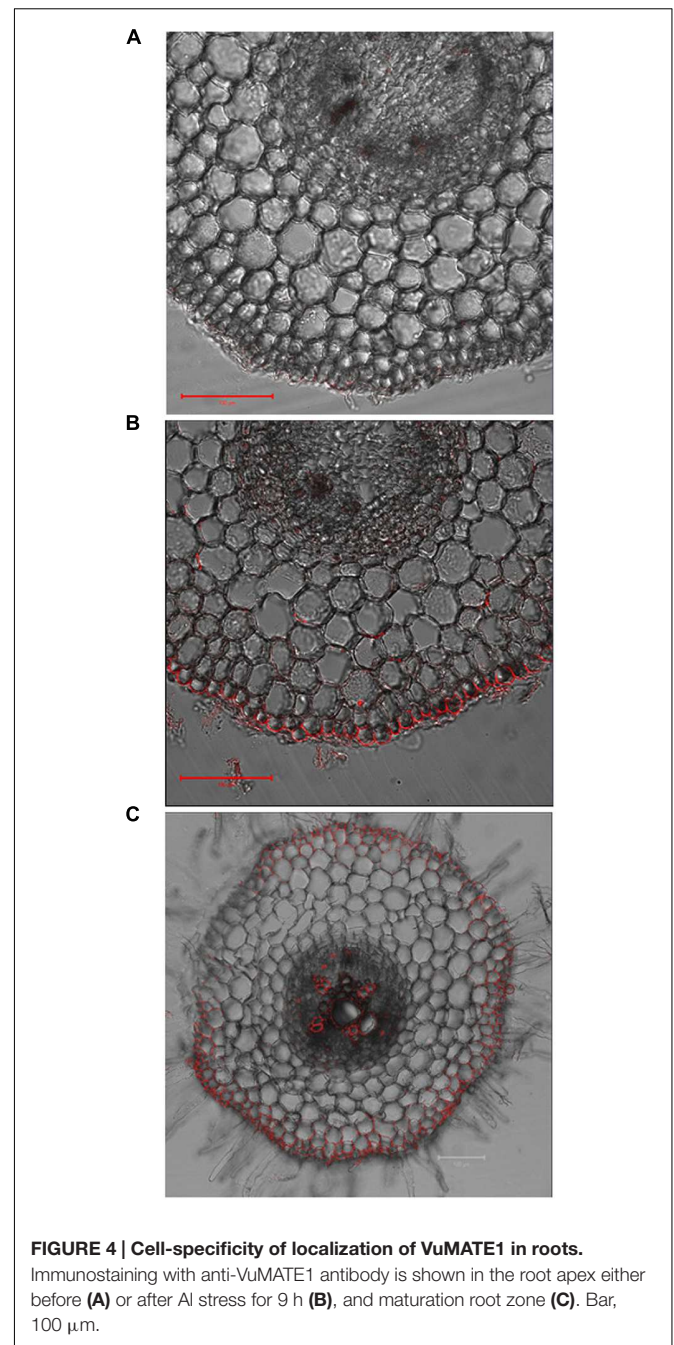 A
B
C
FIGURE 4 | Cell-specificity of localization of VuMATE1 in roots.
Immunostaining with anti-VuMATE1 antibody is shown in the root apex either
before (A) or after Al stress for 9 h (B), and maturation root zone (C). Bar,
100 μm.